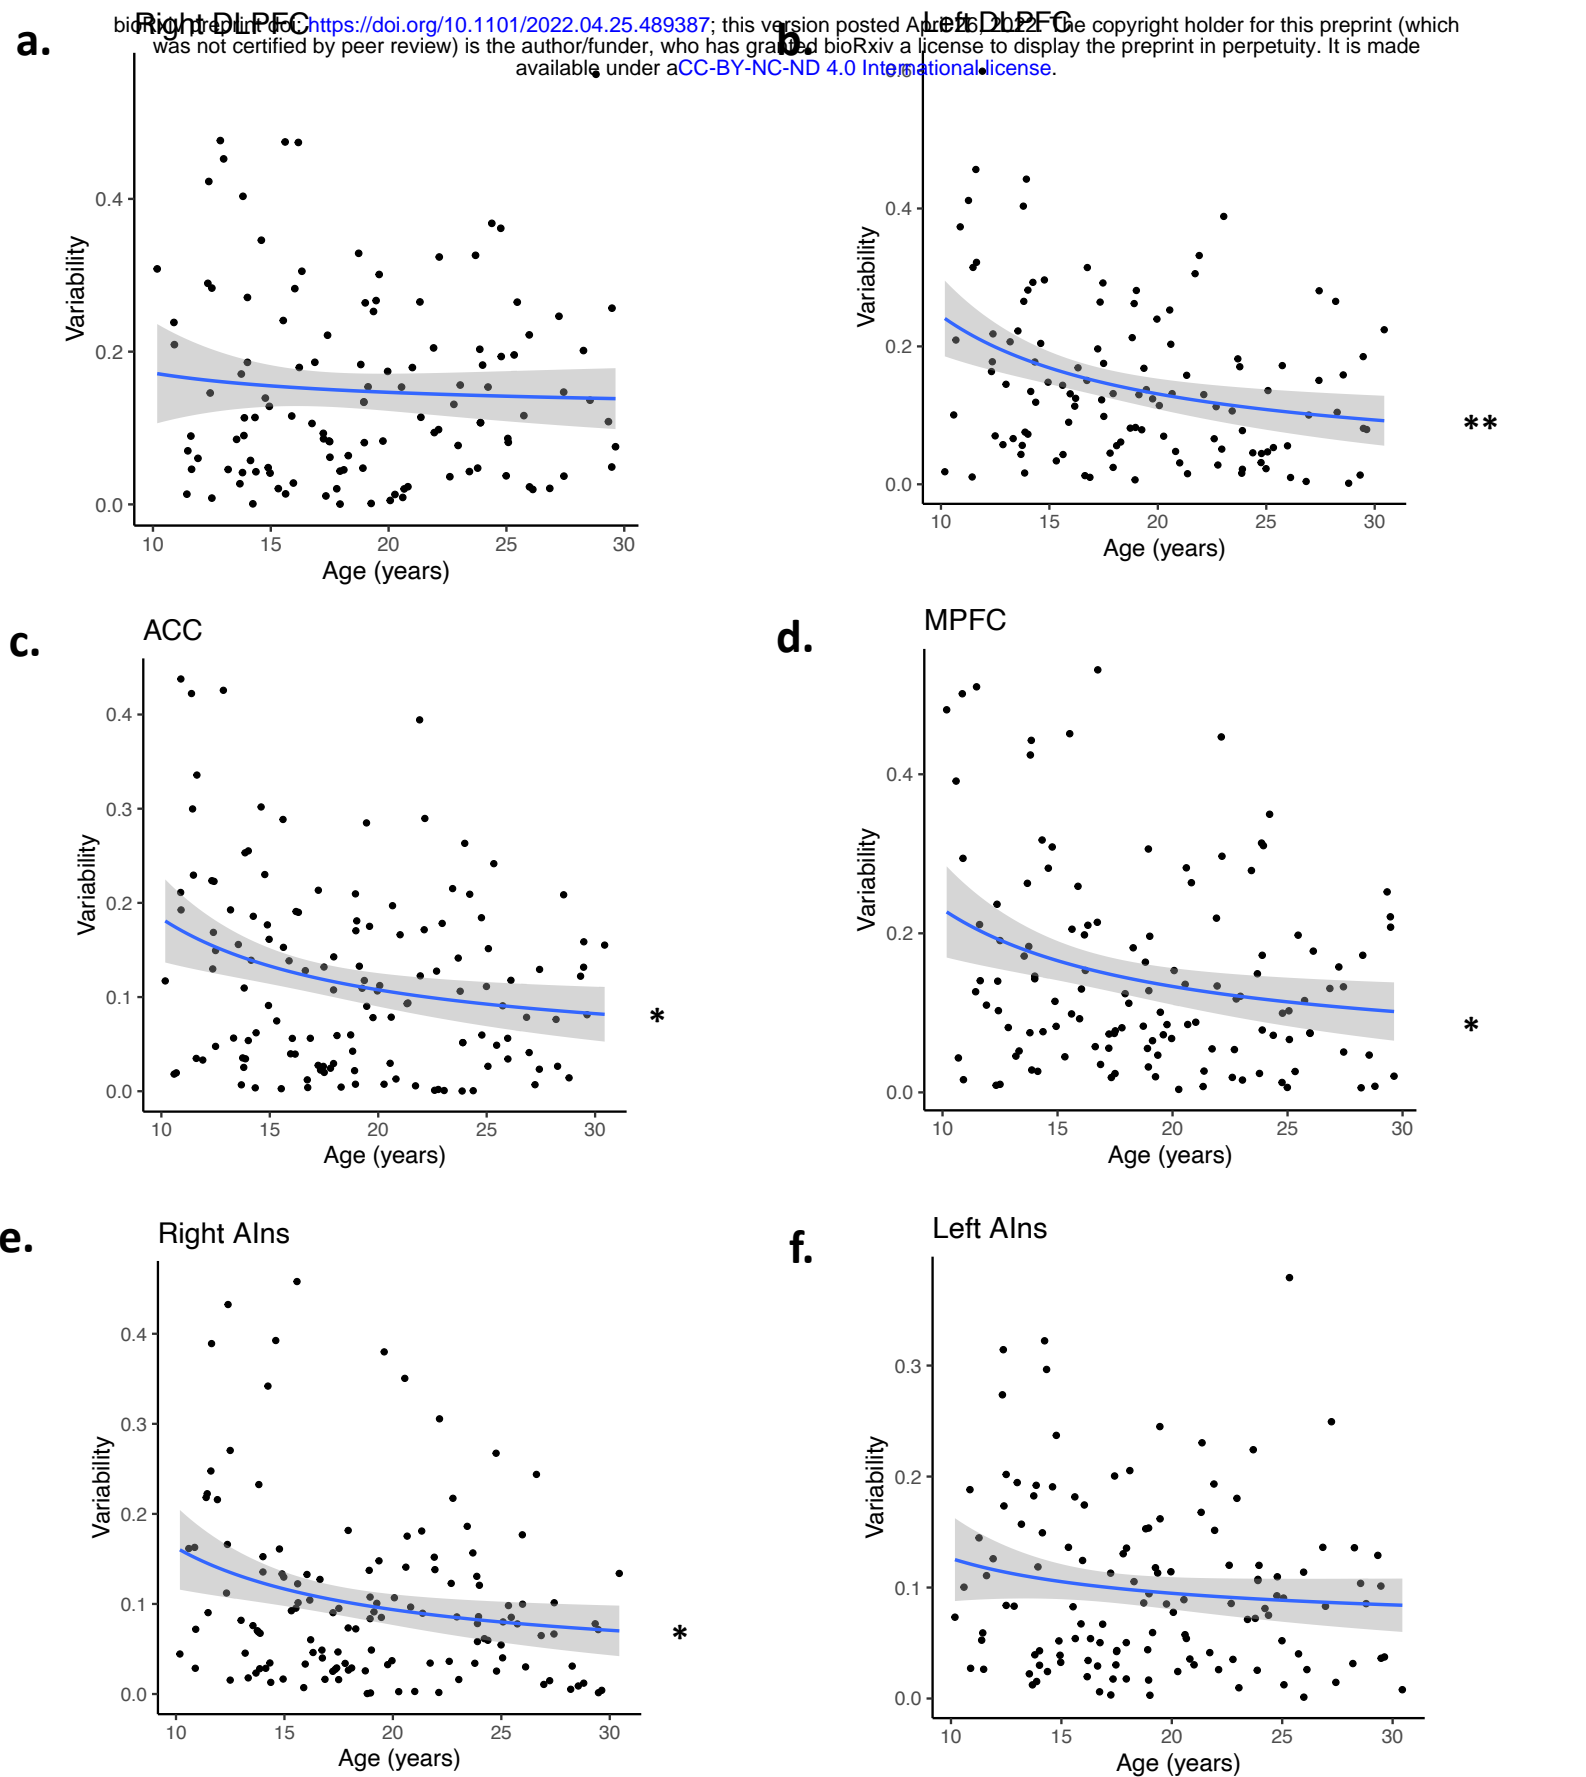 bioRxiv preprint doi: https://doi.org/10.1101/2022.04.25.489387; this version posted April 26, 2022. The copyright holder for this preprint (which
was not certified by peer review) is the author/funder, who has granted bioRxiv a license to display the preprint in perpetuity. It is made
available under aCC-BY-NC-ND 4.0 International license.
a.
Right DLPFC
Variability
0.4
0.2
0.0
10 15 20 25 30
Age (years)
b.
Left DLPFC
Variability
0.6
0.4
0.2
0.0
10 15 20 25 30
Age (years)
**
c.
ACC
Variability
0.4
0.3
0.2
0.1
0.0
10 15 20 25 30
Age (years)
*
d.
MPFC
Variability
0.4
0.2
0.0
10 15 20 25 30
Age (years)
*
e.
Right AIns
Variability
0.4
0.3
0.2
0.1
0.0
10 15 20 25 30
Age (years)
*
f.
Left AIns
Variability
0.3
0.2
0.1
0.0
10 15 20 25 30
Age (years)